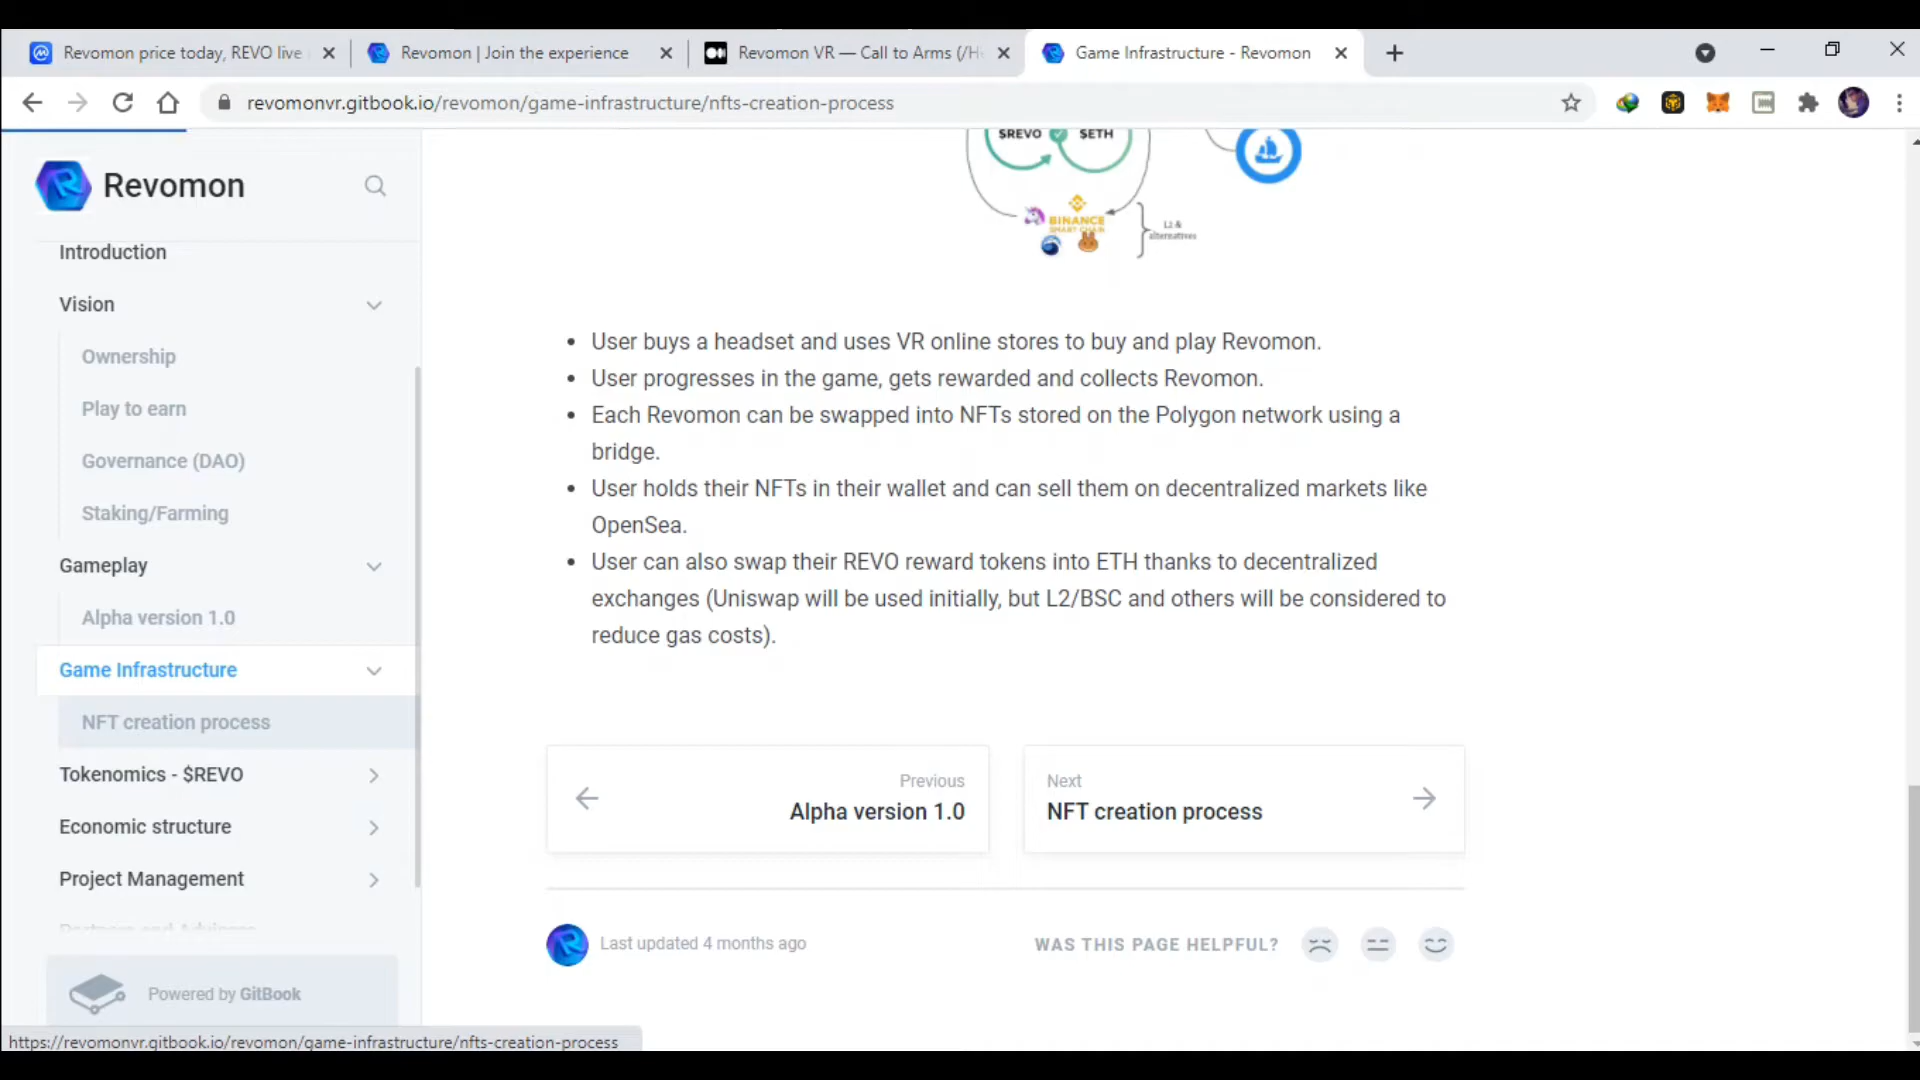 Revomon price today, REVO live
Revomon | Join the experience
Revomon VR — Call to Arms (/H
Game Infrastructure - Revomon
revomonvr.gitbook.io/revomon/game-infrastructure/nfts-creation-process
Revomon
Introduction
Vision
Ownership
Play to earn
Governance (DAO)
Staking/Farming
Gameplay
Alpha version 1.0
Game Infrastructure
NFT creation process
Tokenomics - $REVO
Economic structure
Project Management
Powered by GitBook
https://revomonvr.gitbook.io/revomon/game-infrastructure/nfts-creation-process
$REVO $ETH
BINANCE
SMART CHAIN
L2 &
alternatives
• User buys a headset and uses VR online stores to buy and play Revomon.
• User progresses in the game, gets rewarded and collects Revomon.
• Each Revomon can be swapped into NFTs stored on the Polygon network using a
bridge.
• User holds their NFTs in their wallet and can sell them on decentralized markets like
OpenSea.
• User can also swap their REVO reward tokens into ETH thanks to decentralized
exchanges (Uniswap will be used initially, but L2/BSC and others will be considered to
reduce gas costs).
Previous
Alpha version 1.0
Next
NFT creation process
Last updated 4 months ago
WAS THIS PAGE HELPFUL?